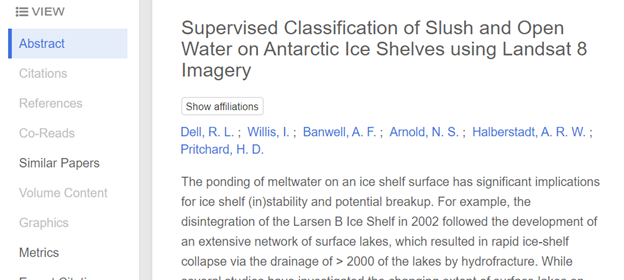 VIEW
Abstract
Citations
References
Co-Reads
Similar Papers
Volume Content
Graphics
Metrics
Supervised Classification of Slush and Open
Water on Antarctic Ice Shelves using Landsat 8
Imagery
Show affiliations
Dell, R. L. ; Willis, I. ; Banwell, A. F. ; Arnold, N. S. ; Halberstadt, A. R. W. ;
Pritchard, H. D.
The ponding of meltwater on an ice shelf surface has significant implications
for ice shelf (in)stability and potential breakup. For example, the
disintegration of the Larsen B Ice Shelf in 2002 followed the development of
an extensive network of surface lakes, which resulted in rapid ice-shelf
collapse via the drainage of > 2000 of the lakes by hydrofracture. While